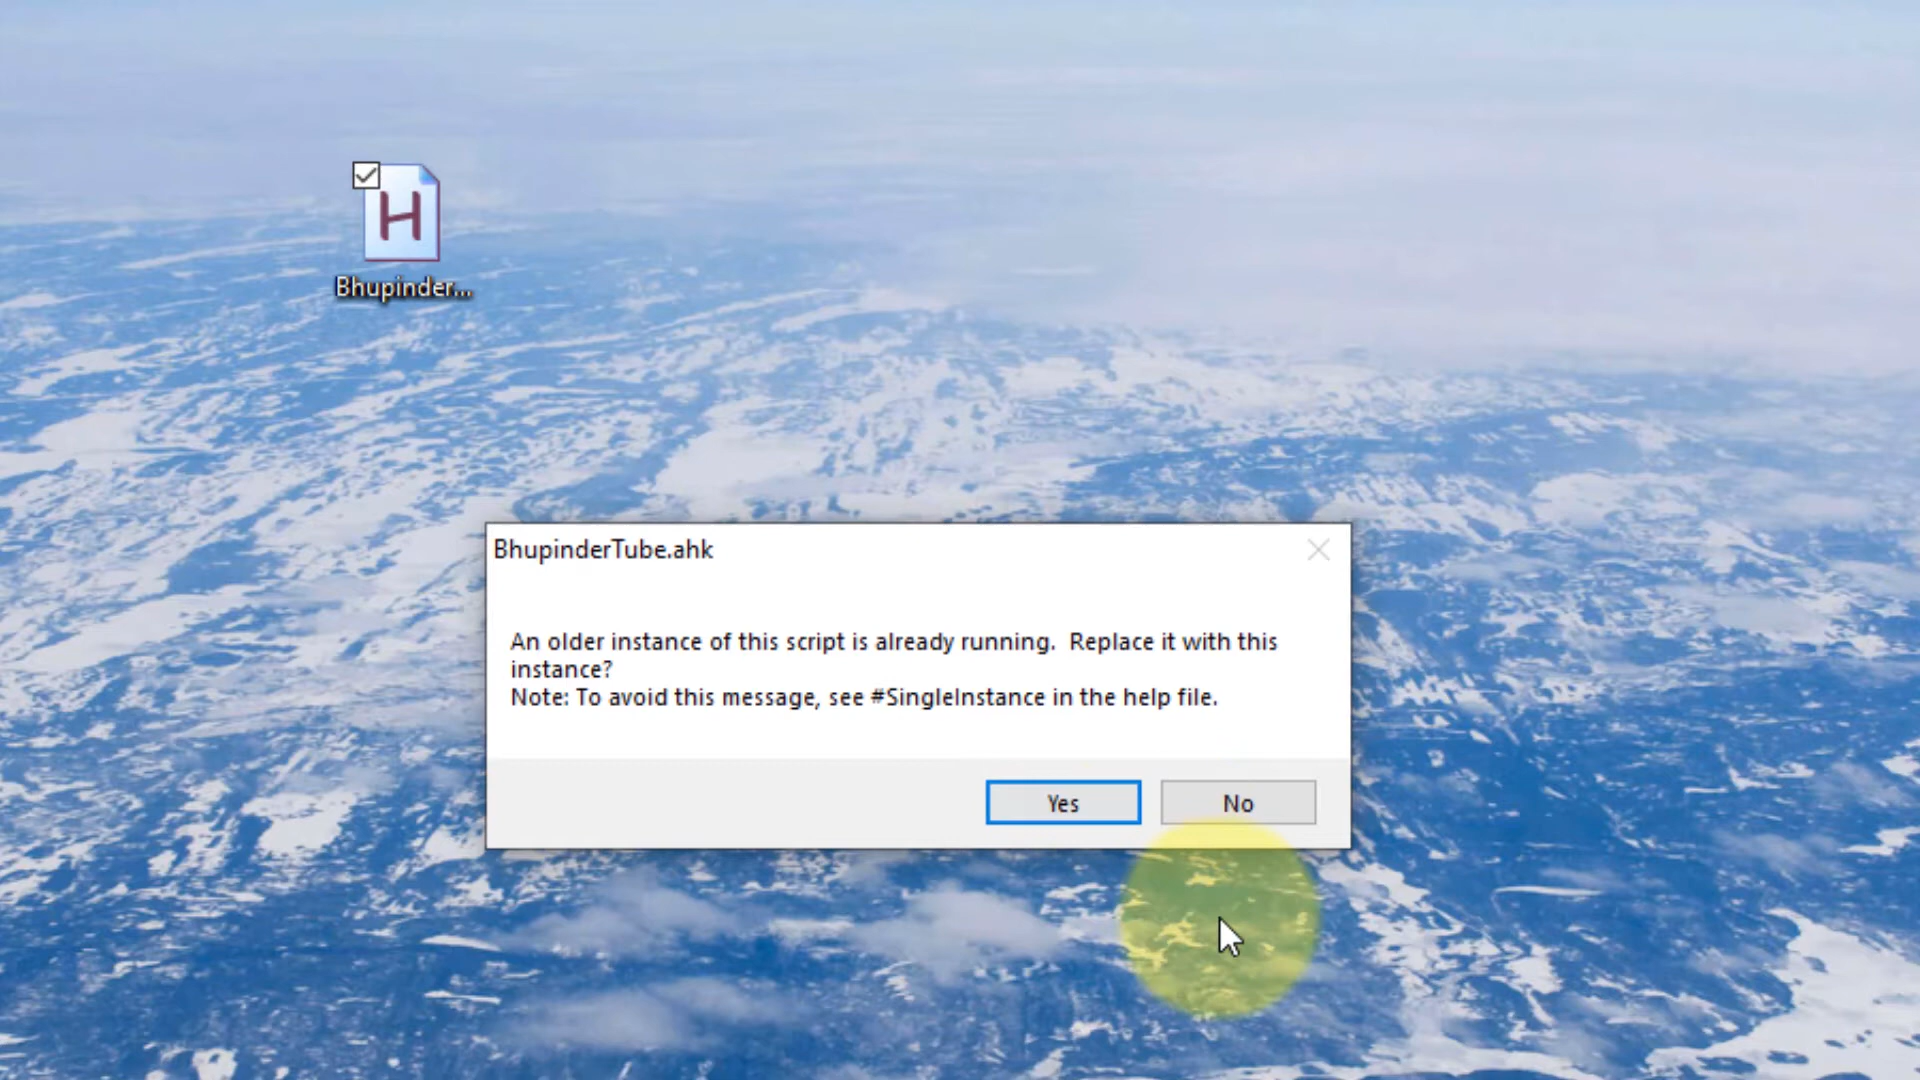 H
Bhupinder...
BhupinderTube.ahk
An older instance of this script is already running.  Replace it with this
instance?
Note: To avoid this message, see #SingleInstance in the help file.
Yes
No